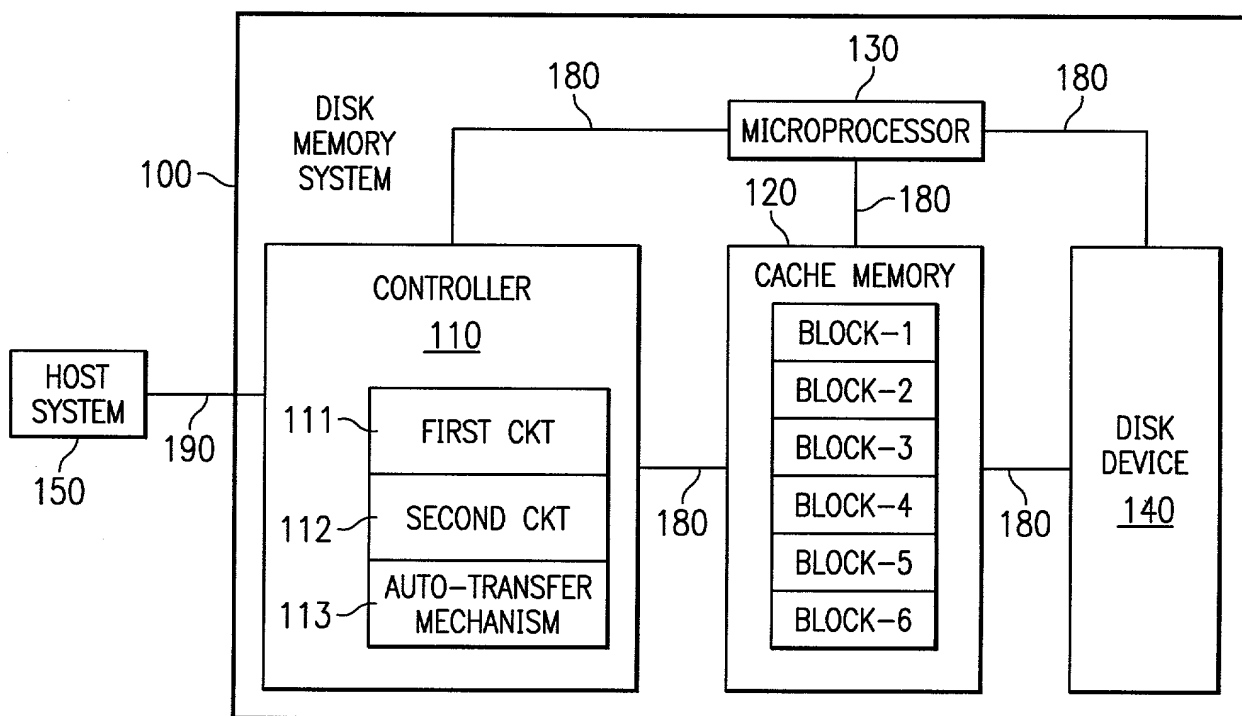 130
180
180
DISK
MEMORY
SYSTEM
MICROPROCESSOR
100
120
180
CONTROLLER
110
CACHE MEMORY
BLOCK-1
BLOCK-2
BLOCK-3
BLOCK-4
BLOCK-5
BLOCK-6
HOST
SYSTEM
150
190
111
FIRST CKT
112
SECOND CKT
113
AUTO-TRANSFER
MECHANISM
180
180
DISK
DEVICE
140